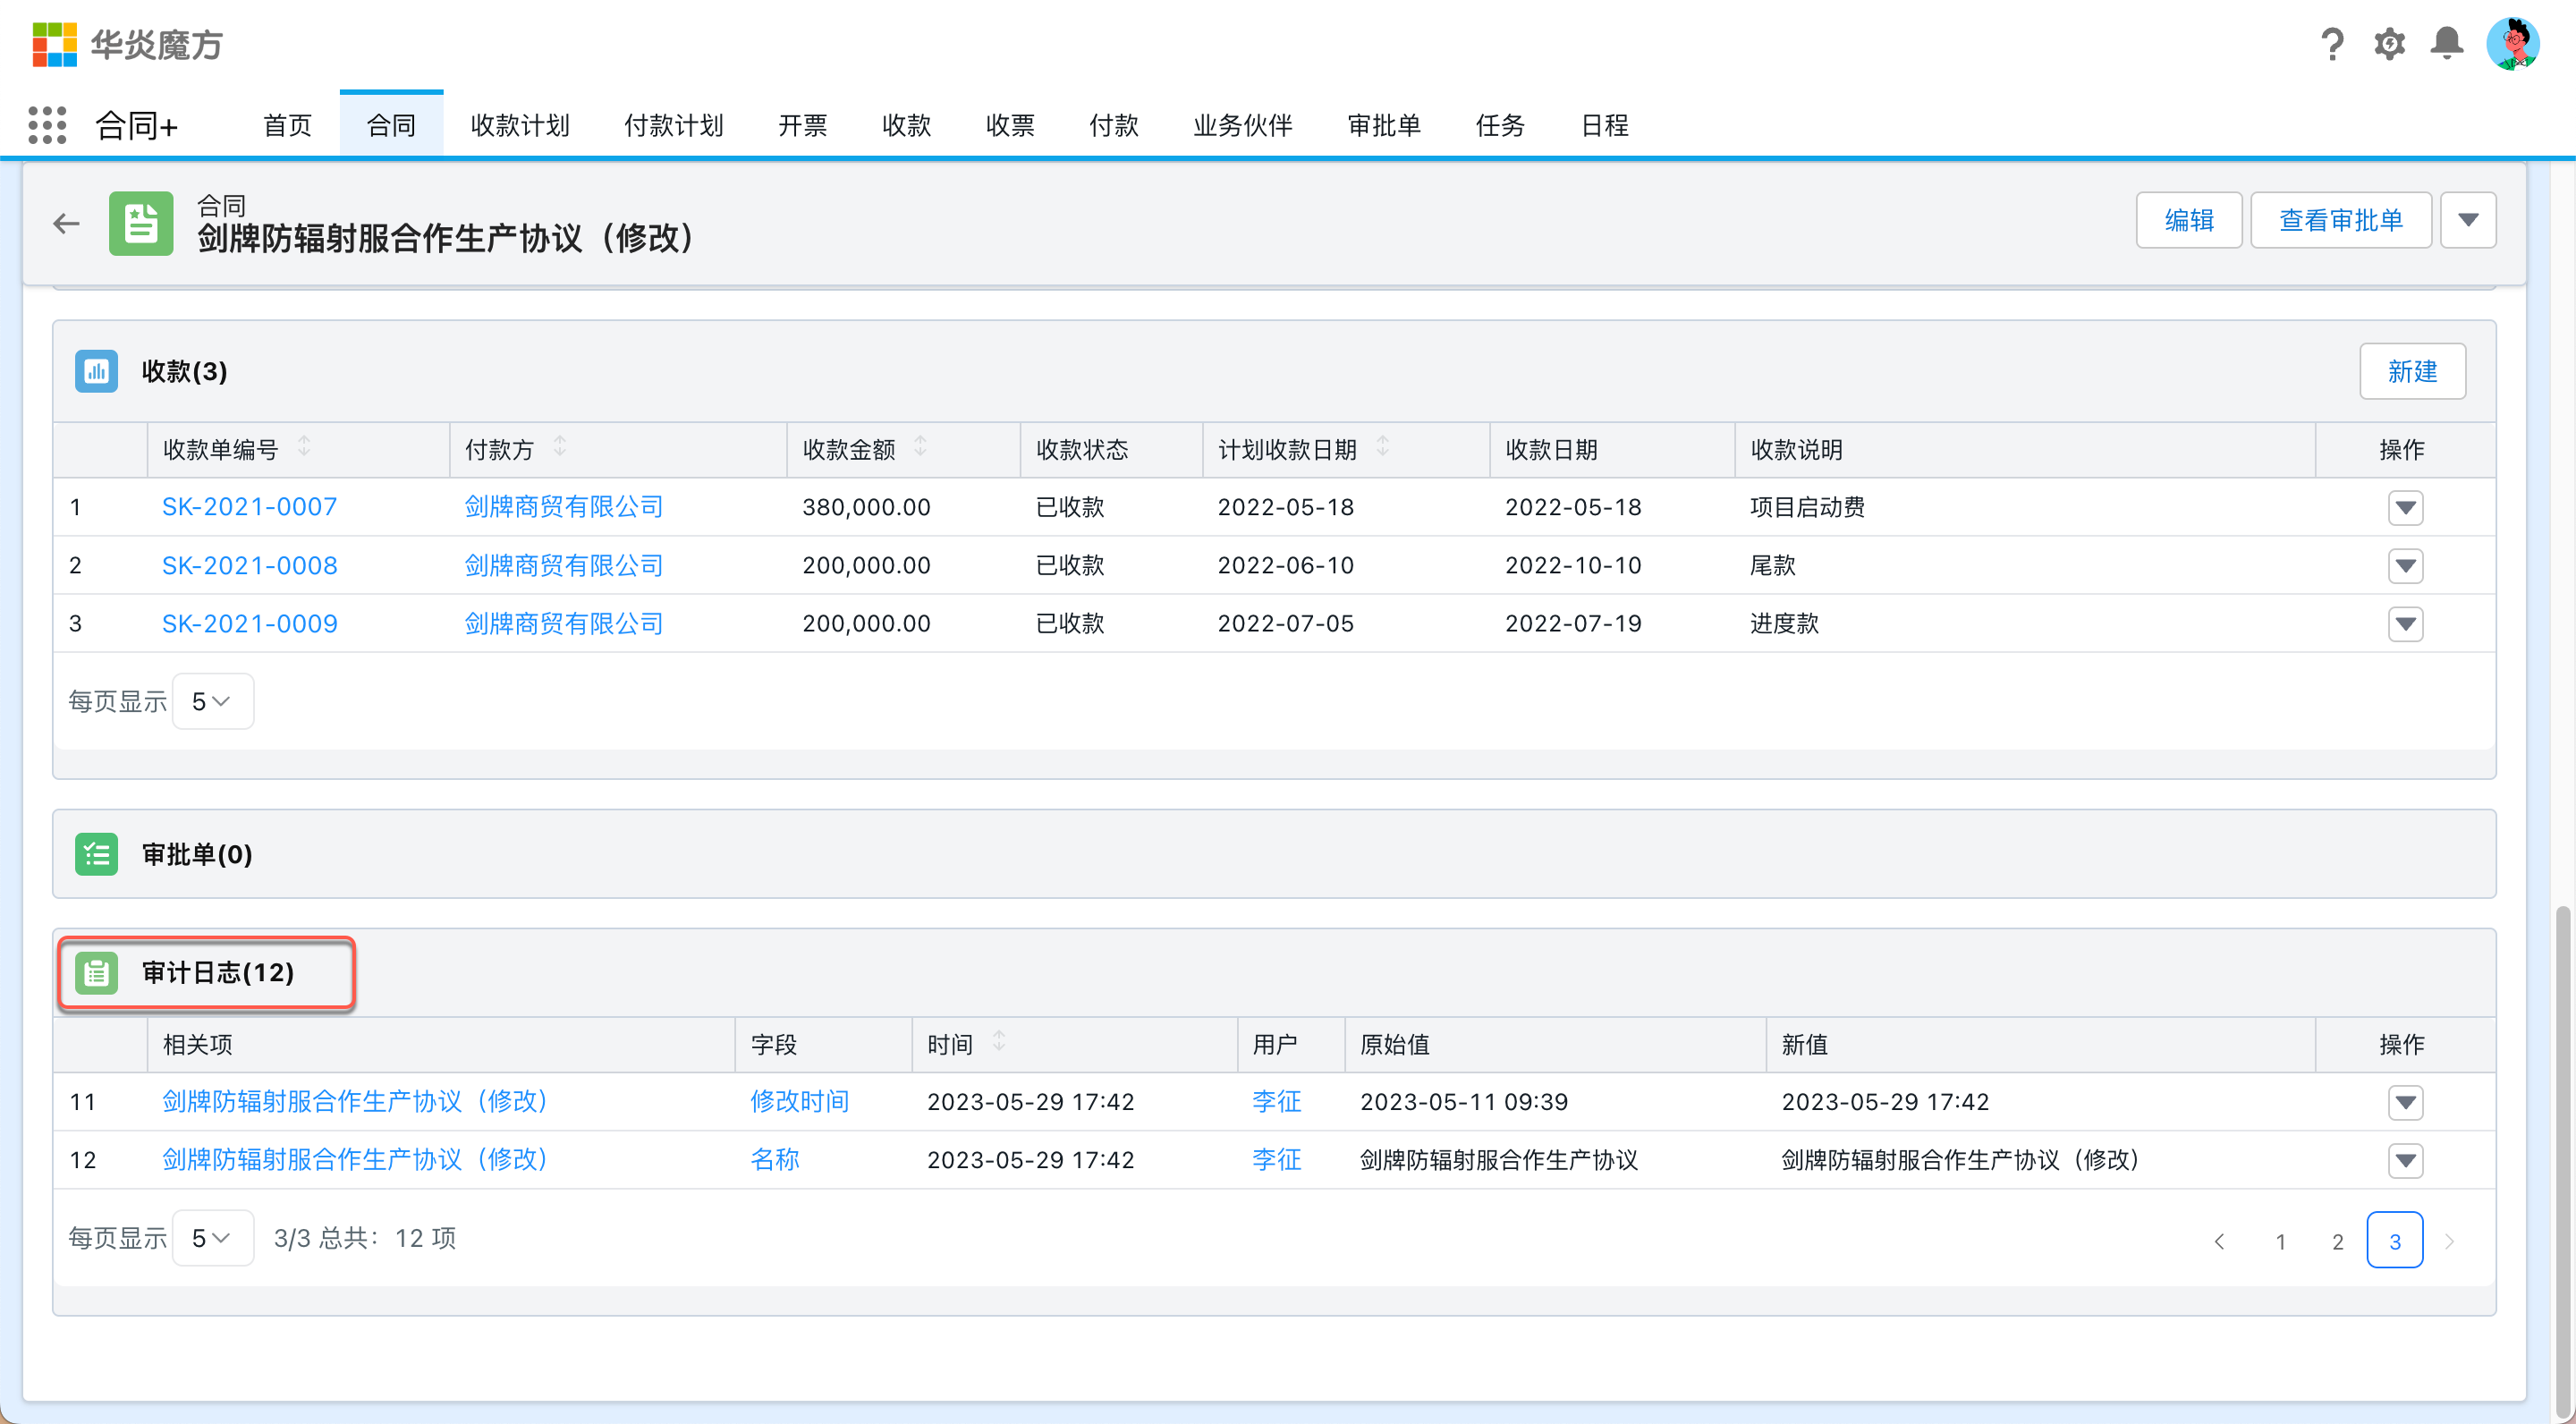 华炎魔方
合同+ 首页 合同 收款计划 付款计划 开票 收款 收票 付款 业务伙伴 审批单 任务 日程
合同
剑牌防辐射服合作生产协议（修改）
编辑 查看审批单
收款(3) 新建
收款单编号 付款方 收款金额 收款状态 计划收款日期 收款日期 收款说明 操作
1 SK-2021-0007 剑牌商贸有限公司 380,000.00 已收款 2022-05-18 2022-05-18 项目启动费
2 SK-2021-0008 剑牌商贸有限公司 200,000.00 已收款 2022-06-10 2022-10-10 尾款
3 SK-2021-0009 剑牌商贸有限公司 200,000.00 已收款 2022-07-05 2022-07-19 进度款
每页显示 5
审批单(0)
审计日志(12)
相关项 字段 时间 用户 原始值 新值 操作
11 剑牌防辐射服合作生产协议（修改） 修改时间 2023-05-29 17:42 李征 2023-05-11 09:39 2023-05-29 17:42
12 剑牌防辐射服合作生产协议（修改） 名称 2023-05-29 17:42 李征 剑牌防辐射服合作生产协议 剑牌防辐射服合作生产协议（修改）
每页显示 5 3/3 总共： 12 项 1 2 3